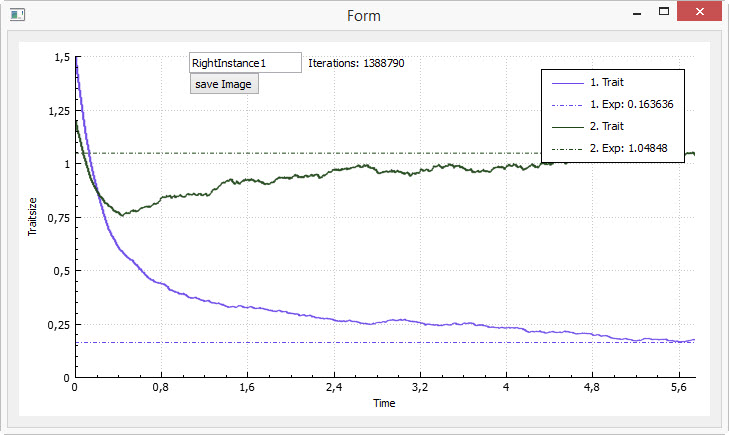 Form
RightInstance1 Iterations: 1388790
save Image
1. Trait
1. Exp: 0.163636
2. Trait
2. Exp: 1.04848
Traitsize
1,5
1,25
1
0,75
0,5
0,25
0
0 0,8 1,6 2,4 3,2 4 4,8 5,6
Time